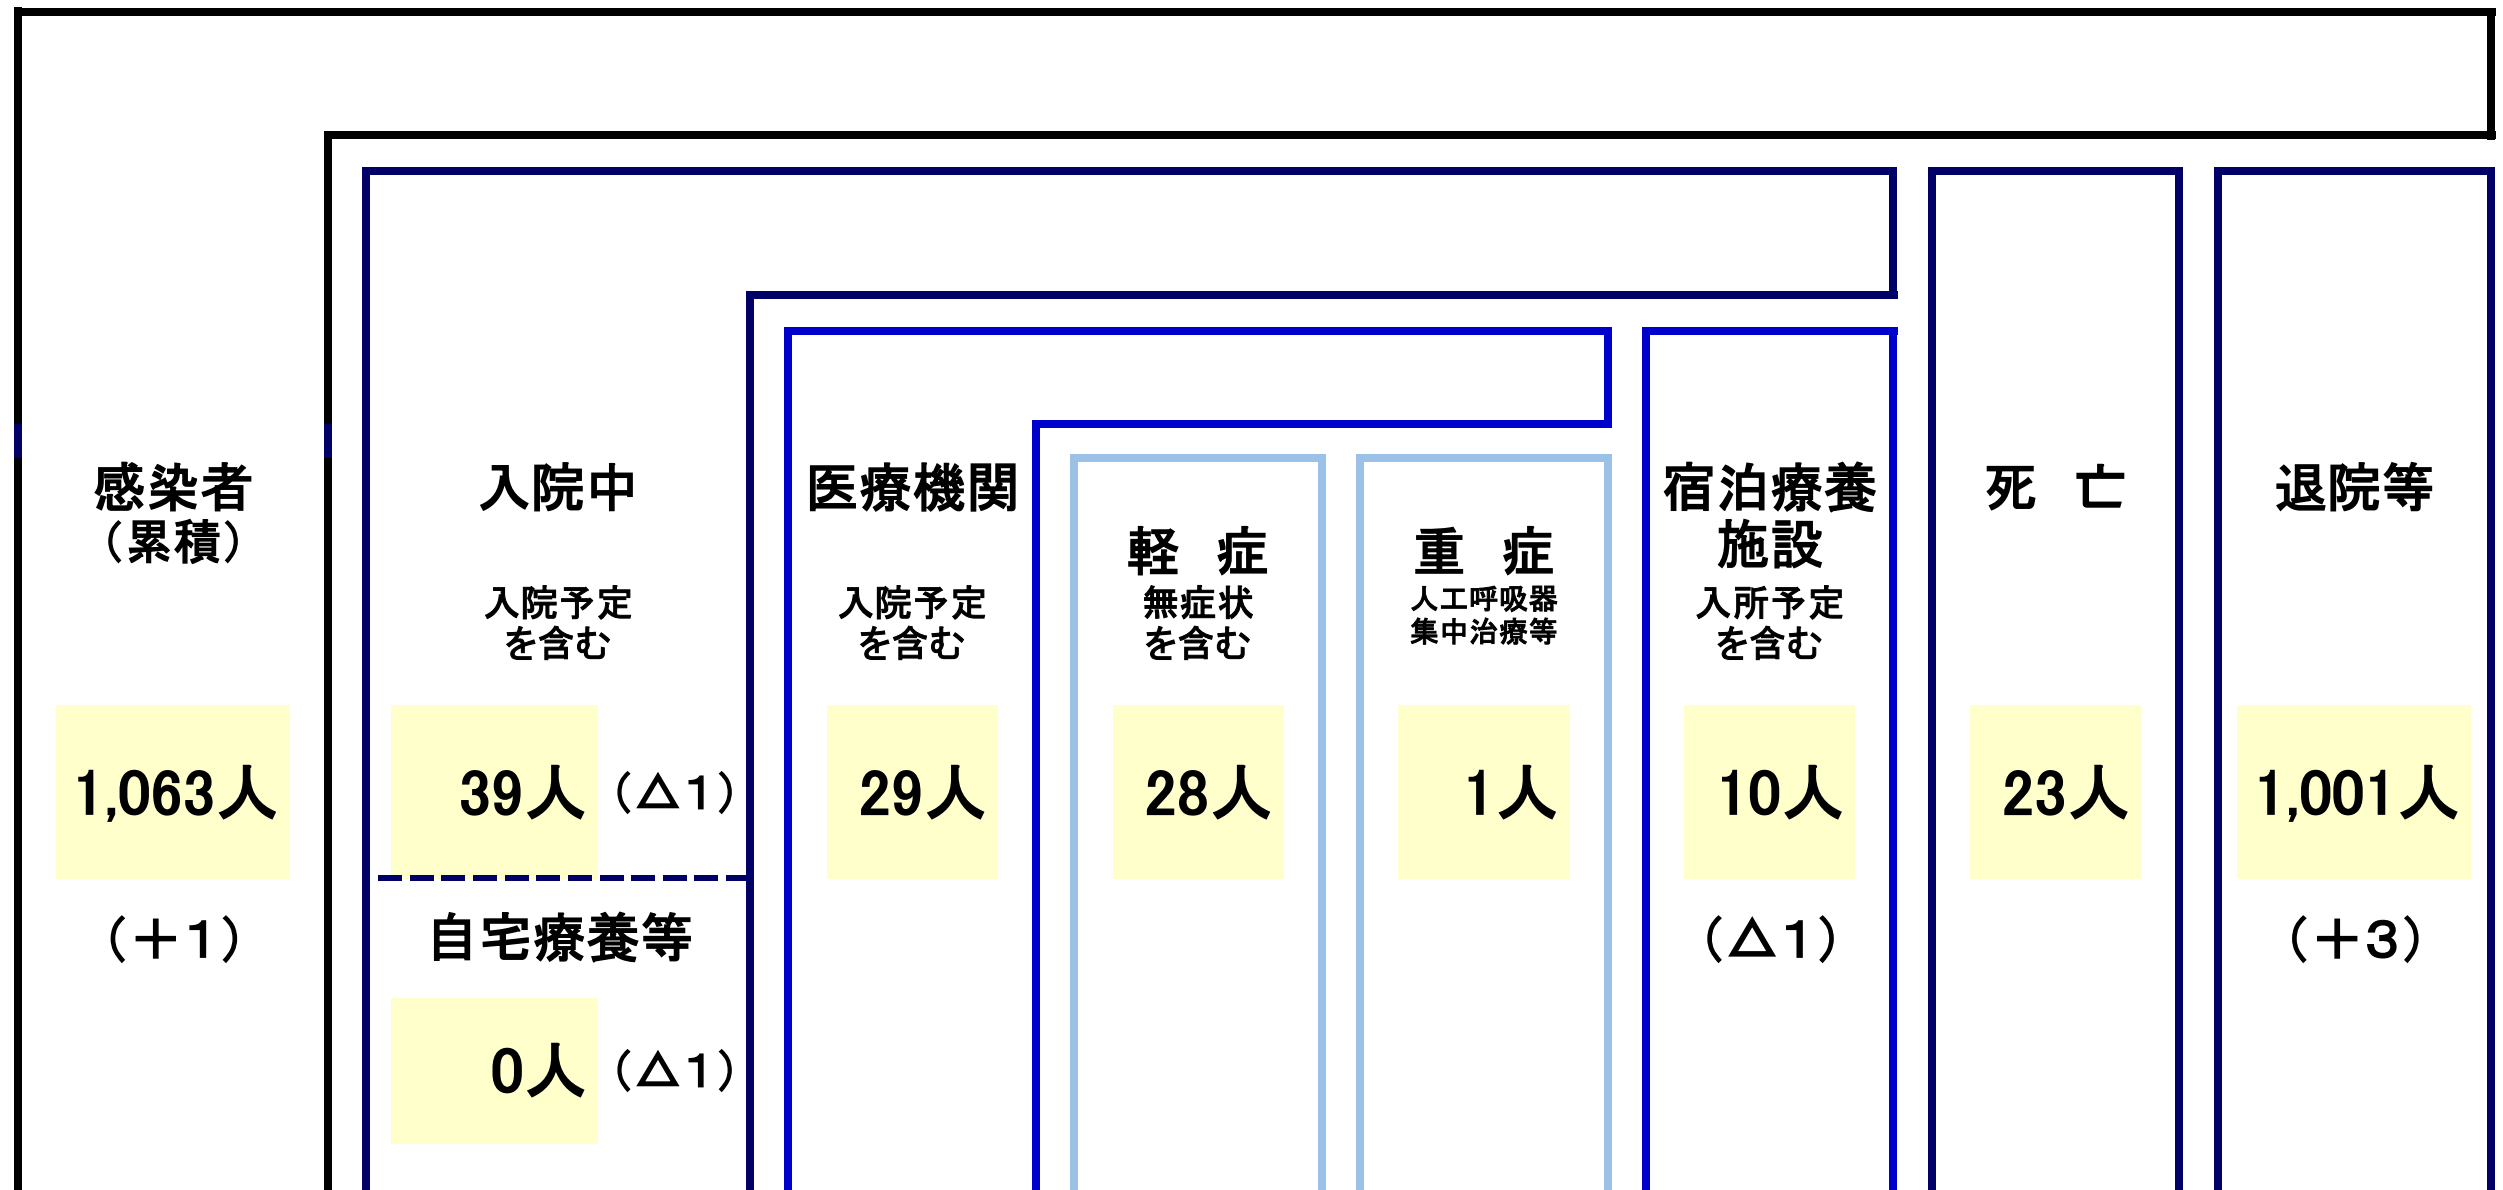 感染者
（累積）
1,063人
（＋１）
入院中
入院予定
を含む
39人
（△１）
自宅療養等
0人
（△１）
医療機関
入院予定
を含む
29人
軽 症
無症状
を含む
28人
重 症
人工呼吸器
集中治療等
1人
宿泊療養
施設
入所予定
を含む
10人
（△１）
死 亡
23人
退院等
1,001人
（＋３）